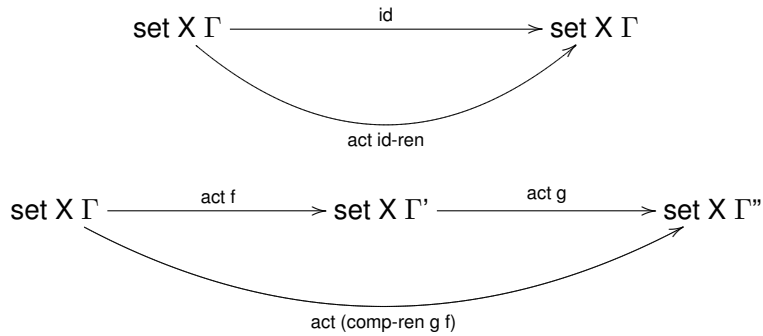 id
set X Γ set X Γ
act id-ren
act f act g
set X Γ set X Γ' set X Γ"
act (comp-ren g f)